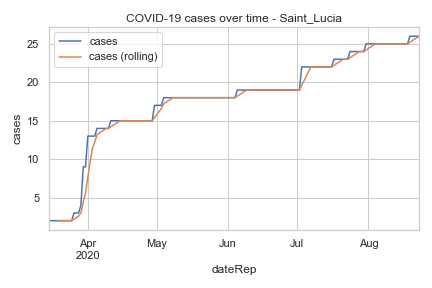 COVID-19 cases over time - Saint_Lucia
cases
cases (rolling)
25
20
15
10
5
cases
Apr
2020
May
Jun
Jul
Aug
dateRep